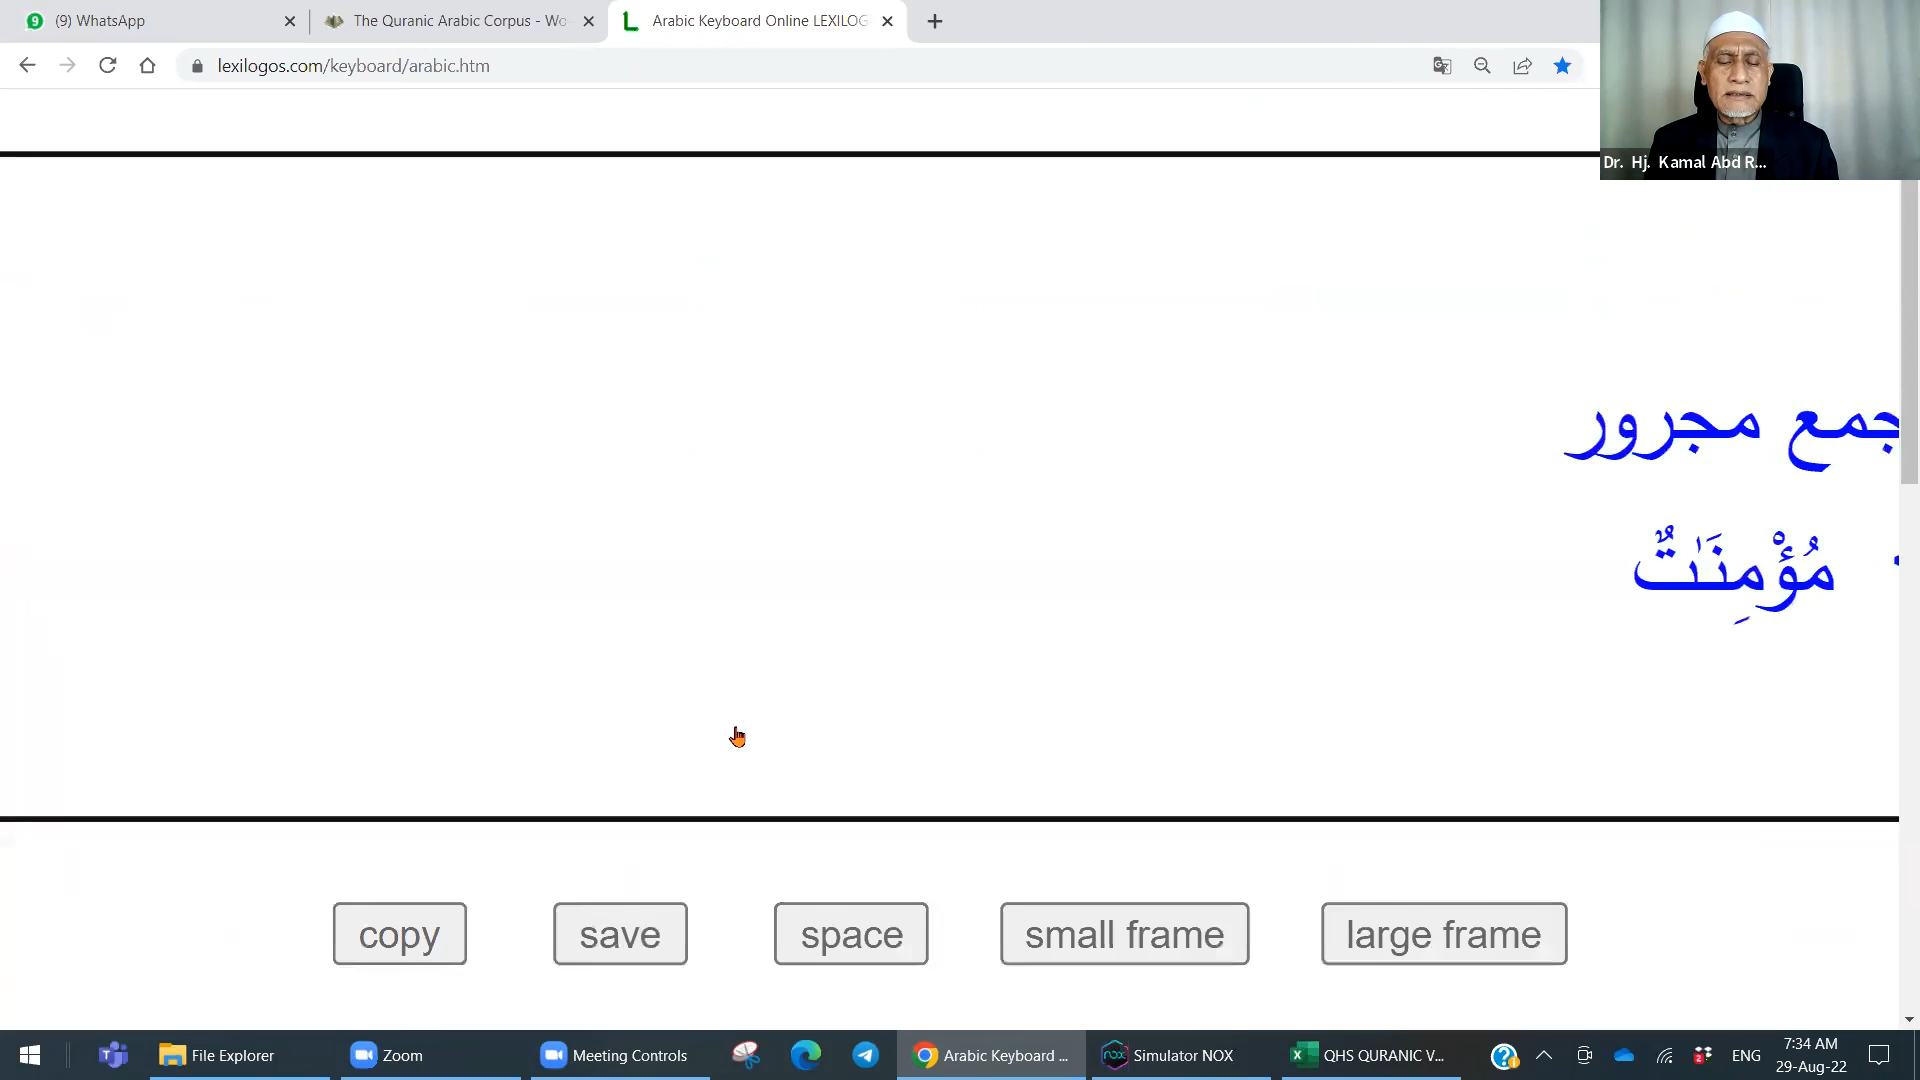 (9) WhatsApp
The Quranic Arabic Corpus - Wo
Arabic Keyboard Online LEXILOG
lexilogos.com/keyboard/arabic.htm
Dr. Hj. Kamal Abd R...
جمع مجرور
مُؤْمِنَـٰتٌ
copy
save
space
small frame
large frame
File Explorer
Zoom
Meeting Controls
Arabic Keyboard ...
Simulator NOX
QHS QURANIC V...
ENG
7:34 AM
29-Aug-22